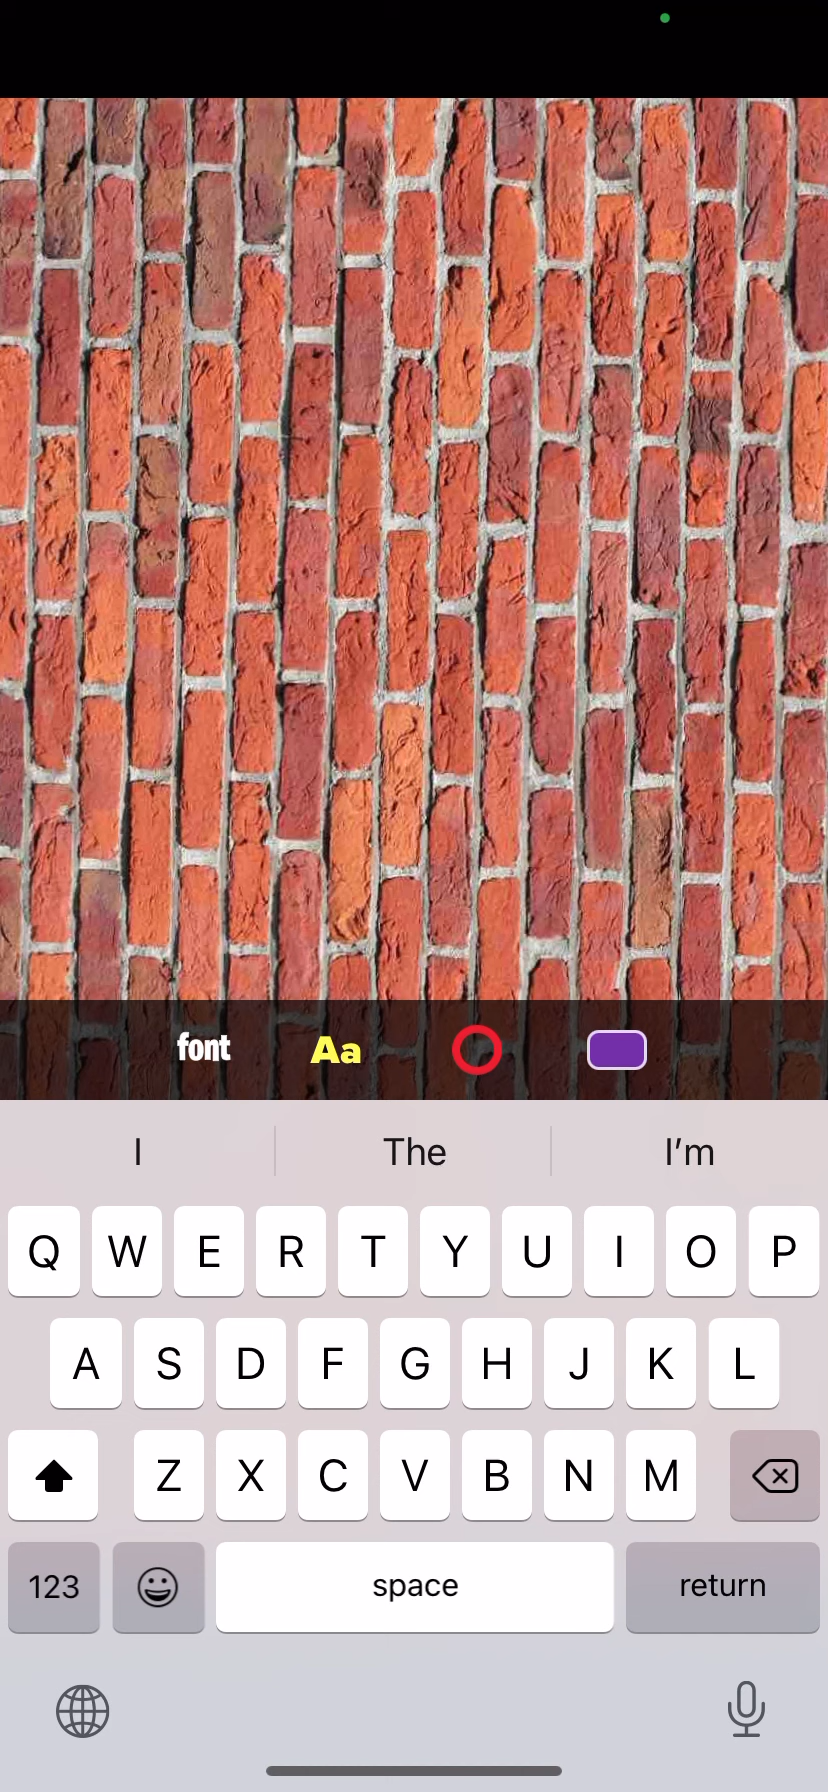 font Aa
I The I'm
Q W E R T Y U I O P
A S D F G H J K L
Z X C V B N M
123 space return